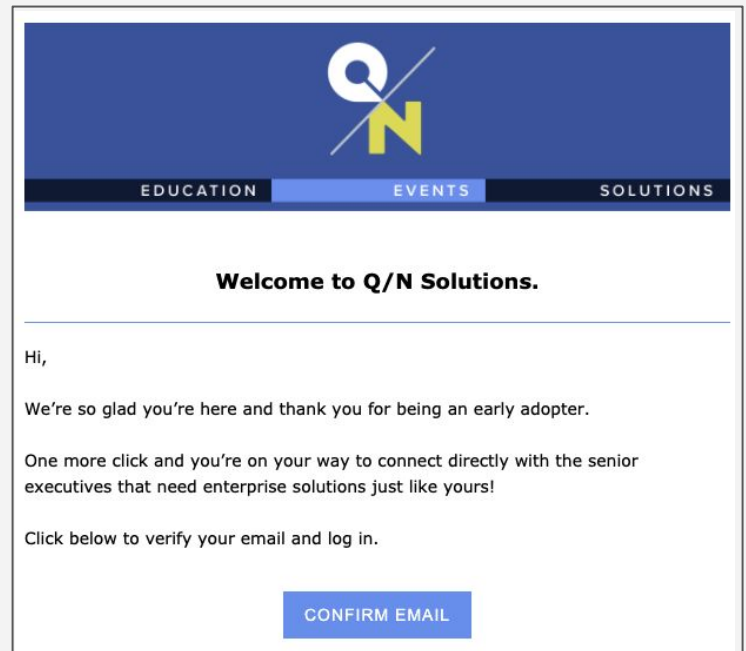 Q/N
EDUCATION EVENTS SOLUTIONS
Welcome to Q/N Solutions.
Hi,
We’re so glad you’re here and thank you for being an early adopter.
One more click and you’re on your way to connect directly with the senior
executives that need enterprise solutions just like yours!
Click below to verify your email and log in.
CONFIRM EMAIL